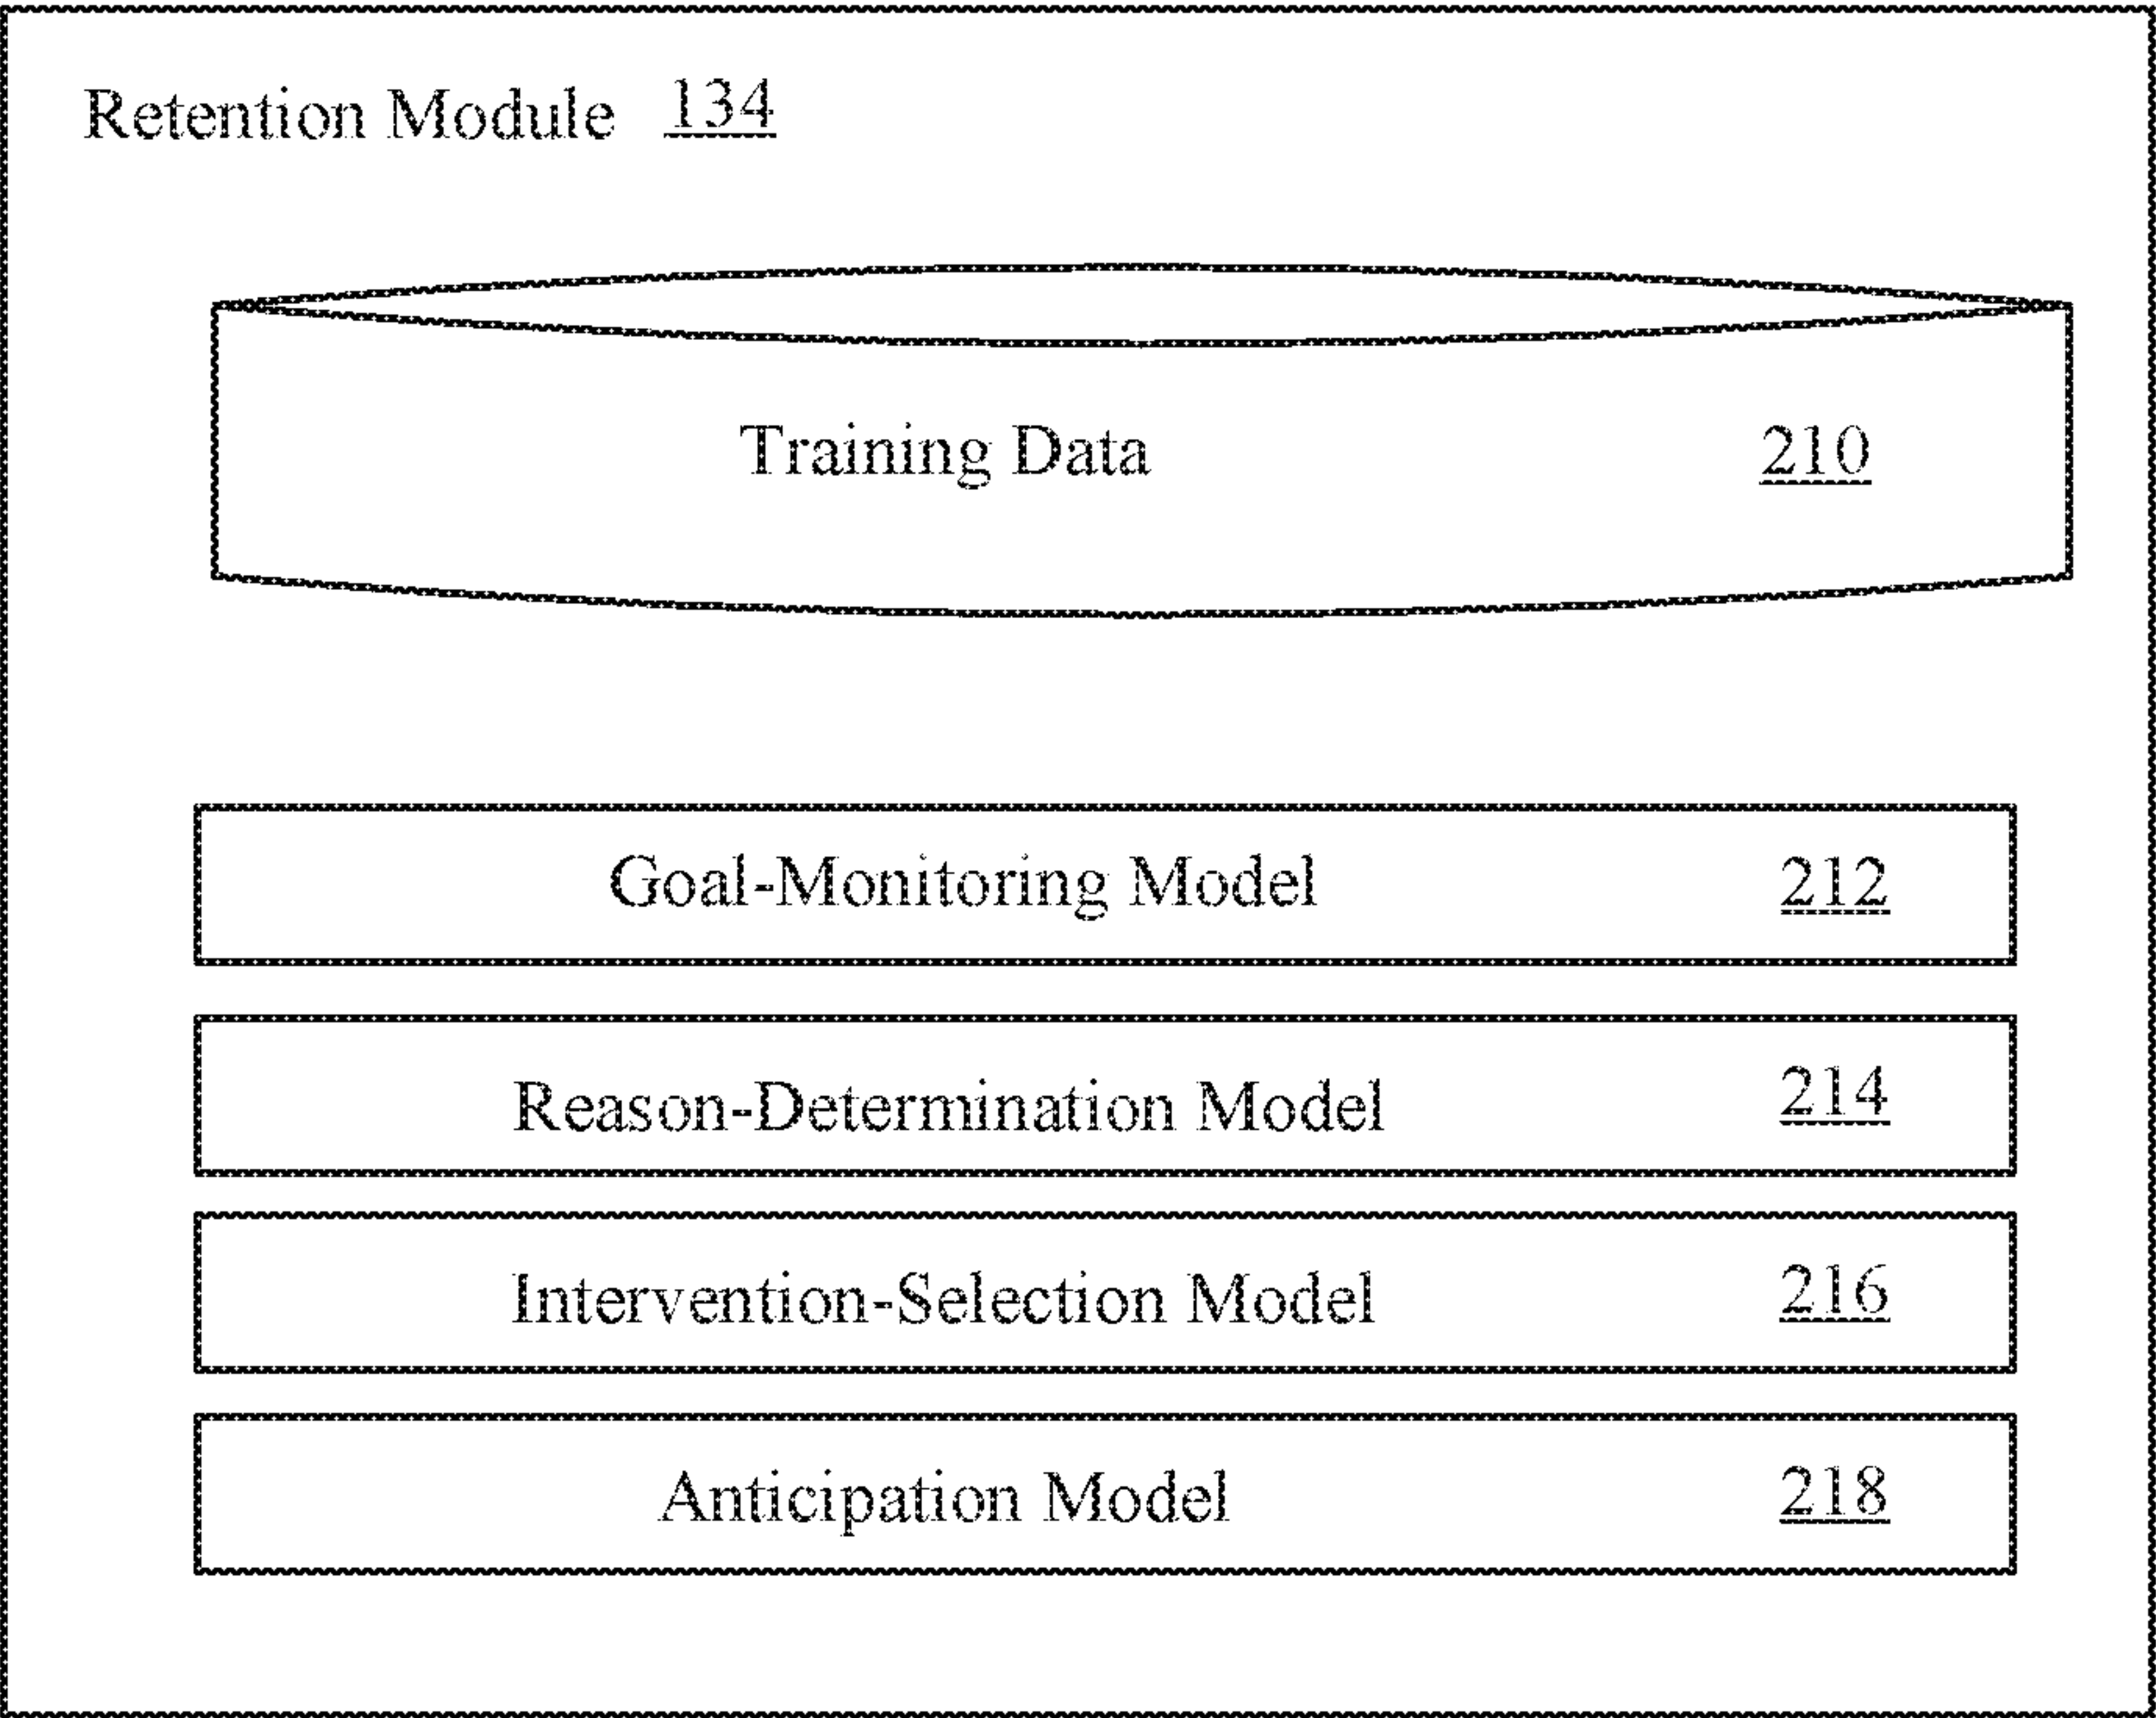 Retention Module 134
Training Data 210
Goal-Monitoring Model 212
Reason-Determination Model 214
Intervention-Selection Model 216
Anticipation Model 218